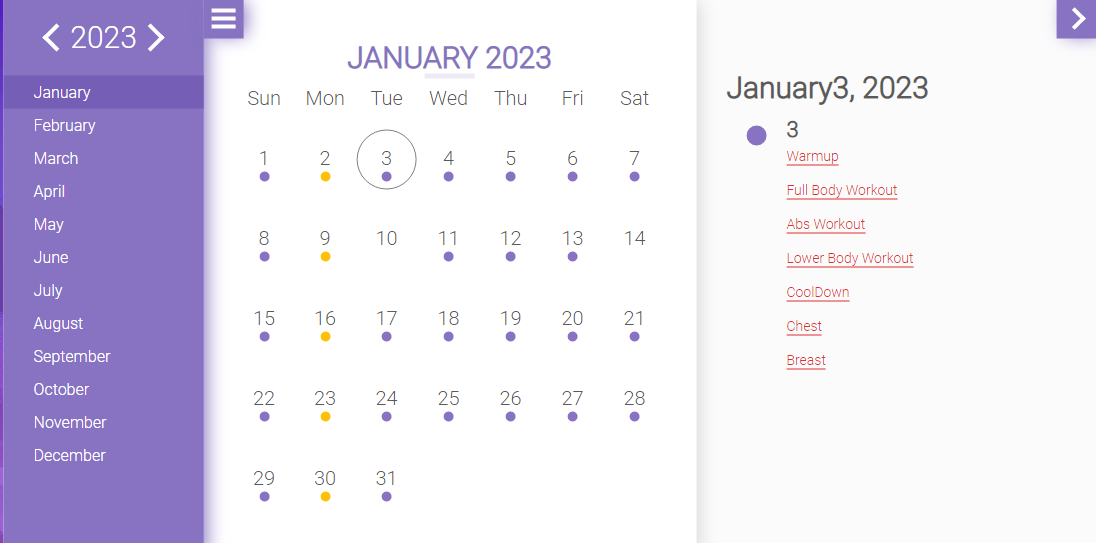 2023
January
February
March
April
May
June
July
August
September
October
November
December
JANUARY 2023
Sun Mon Tue Wed Thu Fri Sat
1 2 3 4 5 6 7
8 9 10 11 12 13 14
15 16 17 18 19 20 21
22 23 24 25 26 27 28
29 30 31
January3, 2023
3
Warmup
Full Body Workout
Abs Workout
Lower Body Workout
CoolDown
Chest
Breast